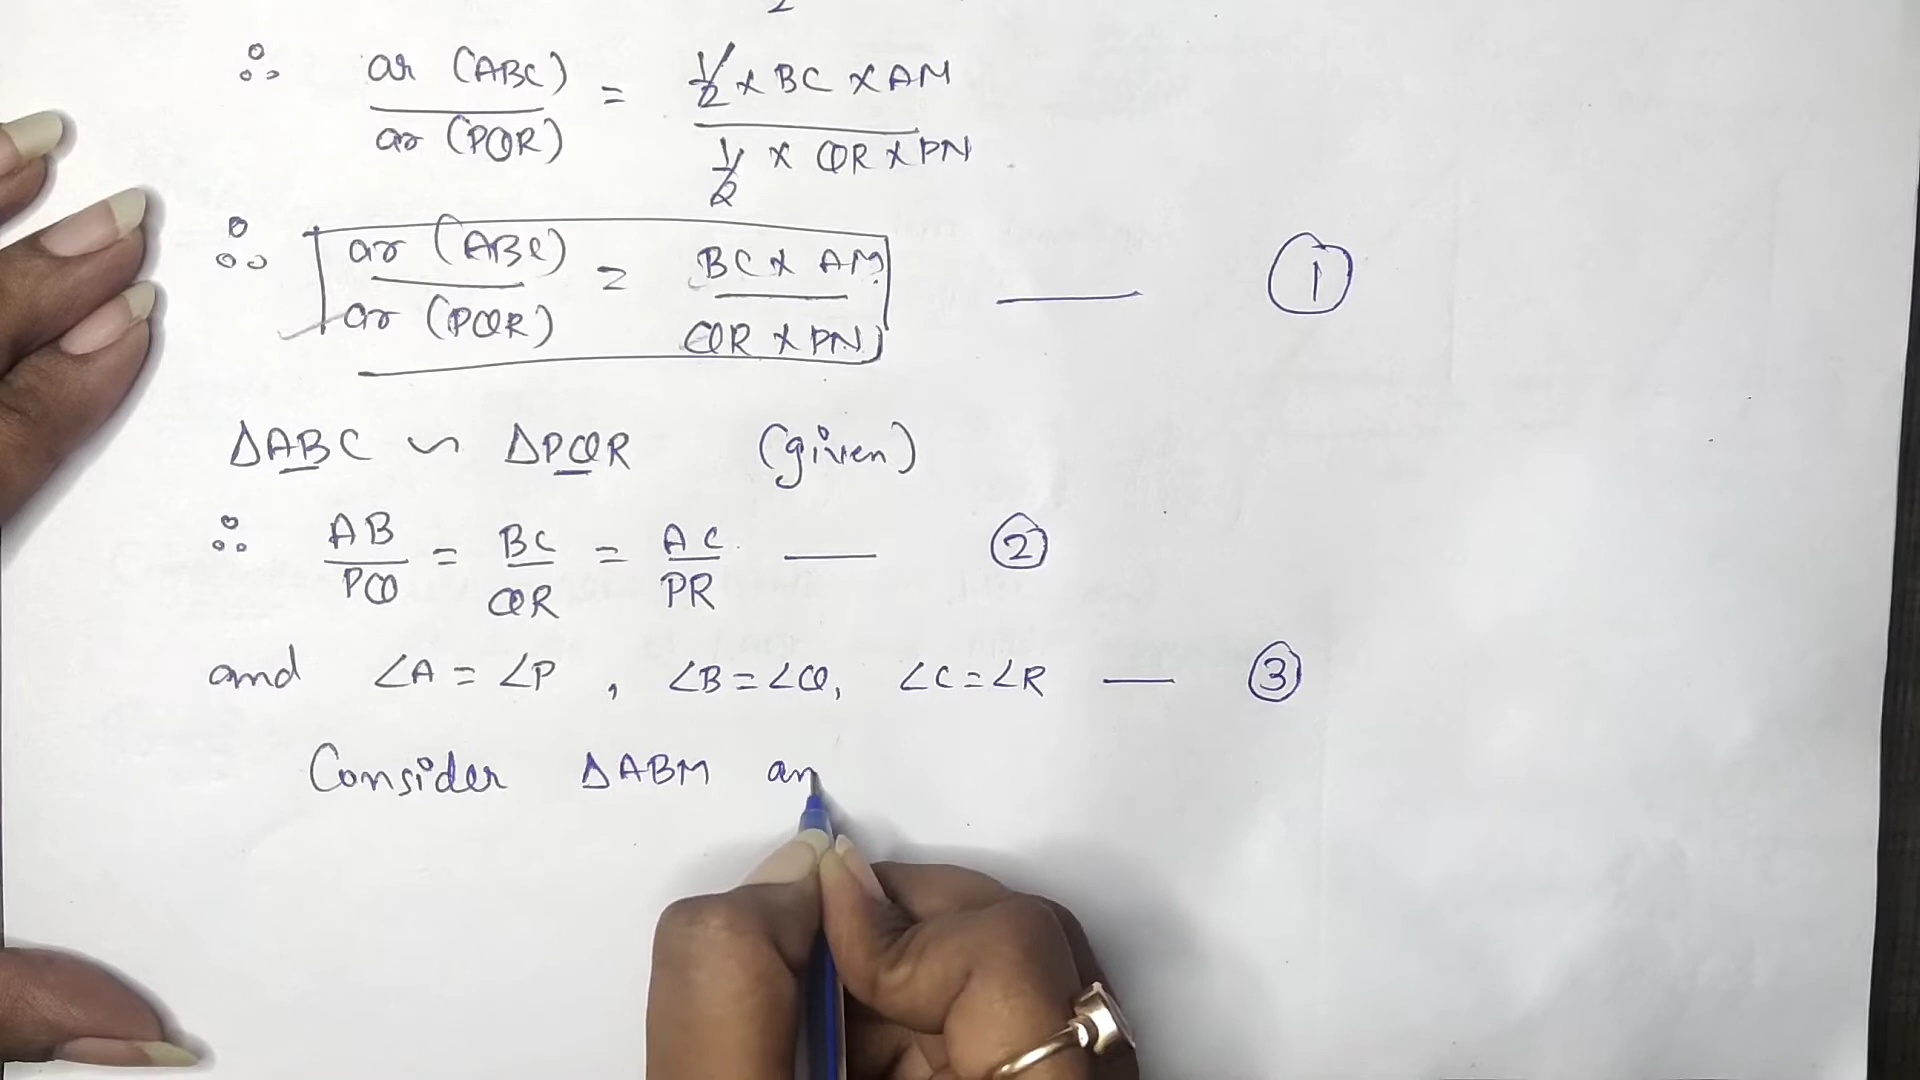 2
∴ ar (ABC) / ar (PQR) = 1/2 × BC × AM / 1/2 × QR × PN
∴ ar (ABC) / ar (PQR) = BC × AM / QR × PN —— ①
ΔABC ∽ ΔPQR (given)
∴ AB/PQ = BC/QR = AC/PR —— ②
and ∠A = ∠P , ∠B = ∠Q, ∠C = ∠R —— ③
Consider ΔABM an